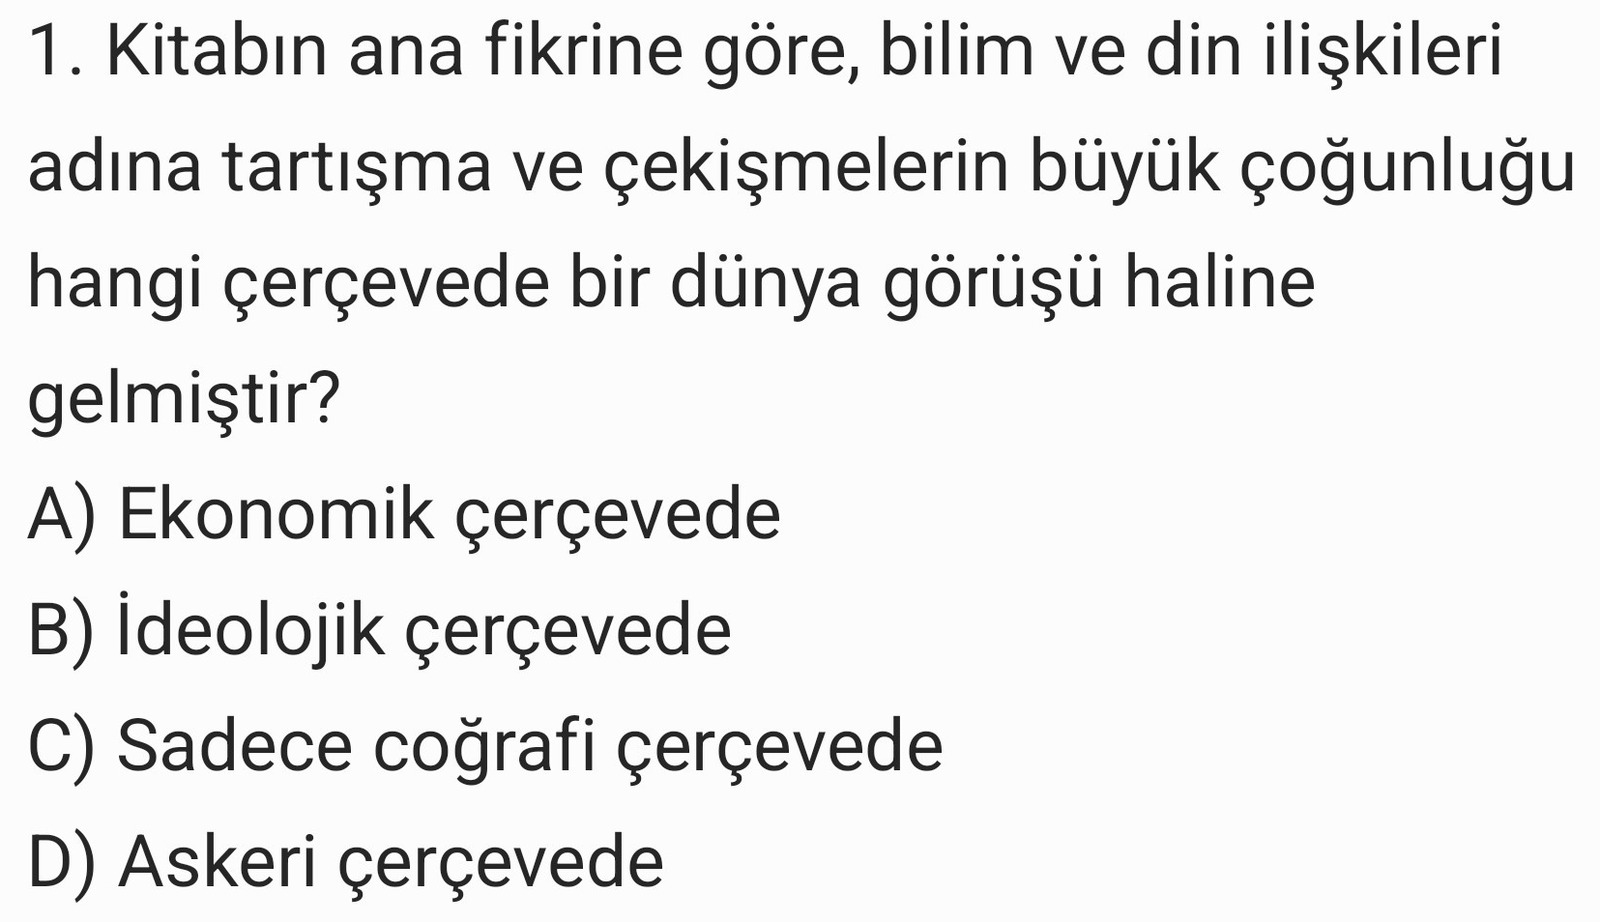 1. Kitabın ana fikrine göre, bilim ve din ilişkileri
adına tartışma ve çekişmelerin büyük çoğunluğu
hangi çerçevede bir dünya görüşü haline
gelmiştir?
A) Ekonomik çerçevede
B) İdeolojik çerçevede
C) Sadece coğrafi çerçevede
D) Askeri çerçevede